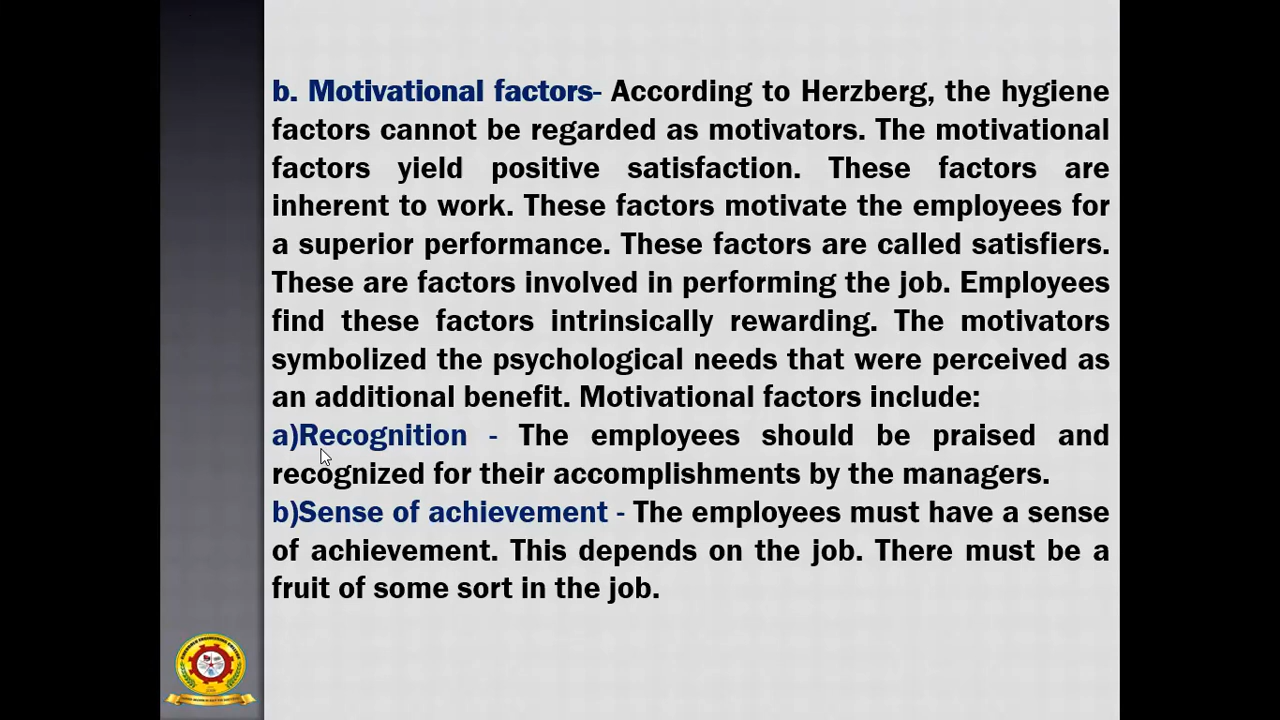 b. Motivational factors- According to Herzberg, the hygiene
factors cannot be regarded as motivators. The motivational
factors yield positive satisfaction. These factors are
inherent to work. These factors motivate the employees for
a superior performance. These factors are called satisfiers.
These are factors involved in performing the job. Employees
find these factors intrinsically rewarding. The motivators
symbolized the psychological needs that were perceived as
an additional benefit. Motivational factors include:
a)Recognition - The employees should be praised and
recognized for their accomplishments by the managers.
b)Sense of achievement - The employees must have a sense
of achievement. This depends on the job. There must be a
fruit of some sort in the job.